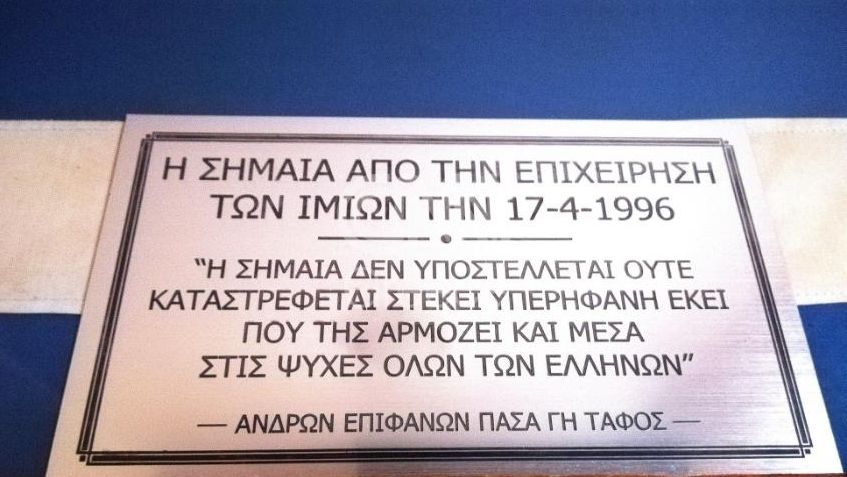 Η ΣΗΜΑΙΑ ΑΠΟ ΤΗΝ ΕΠΙΧΕΙΡΗΣΗ
ΤΩΝ ΙΜΙΩΝ ΤΗΝ 17-4-1996
“Η ΣΗΜΑΙΑ ΔΕΝ ΥΠΟΣΤΕΛΛΕΤΑΙ ΟΥΤΕ
ΚΑΤΑΣΤΡΕΦΕΤΑΙ ΣΤΕΚΕΙ ΥΠΕΡΗΦΑΝΗ ΕΚΕΙ
ΠΟΥ ΤΗΣ ΑΡΜΟΖΕΙ ΚΑΙ ΜΕΣΑ
ΣΤΙΣ ΨΥΧΕΣ ΟΛΩΝ ΤΩΝ ΕΛΛΗΝΩΝ”
— ΑΝΔΡΩΝ ΕΠΙΦΑΝΩΝ ΠΑΣΑ ΓΗ ΤΑΦΟΣ —